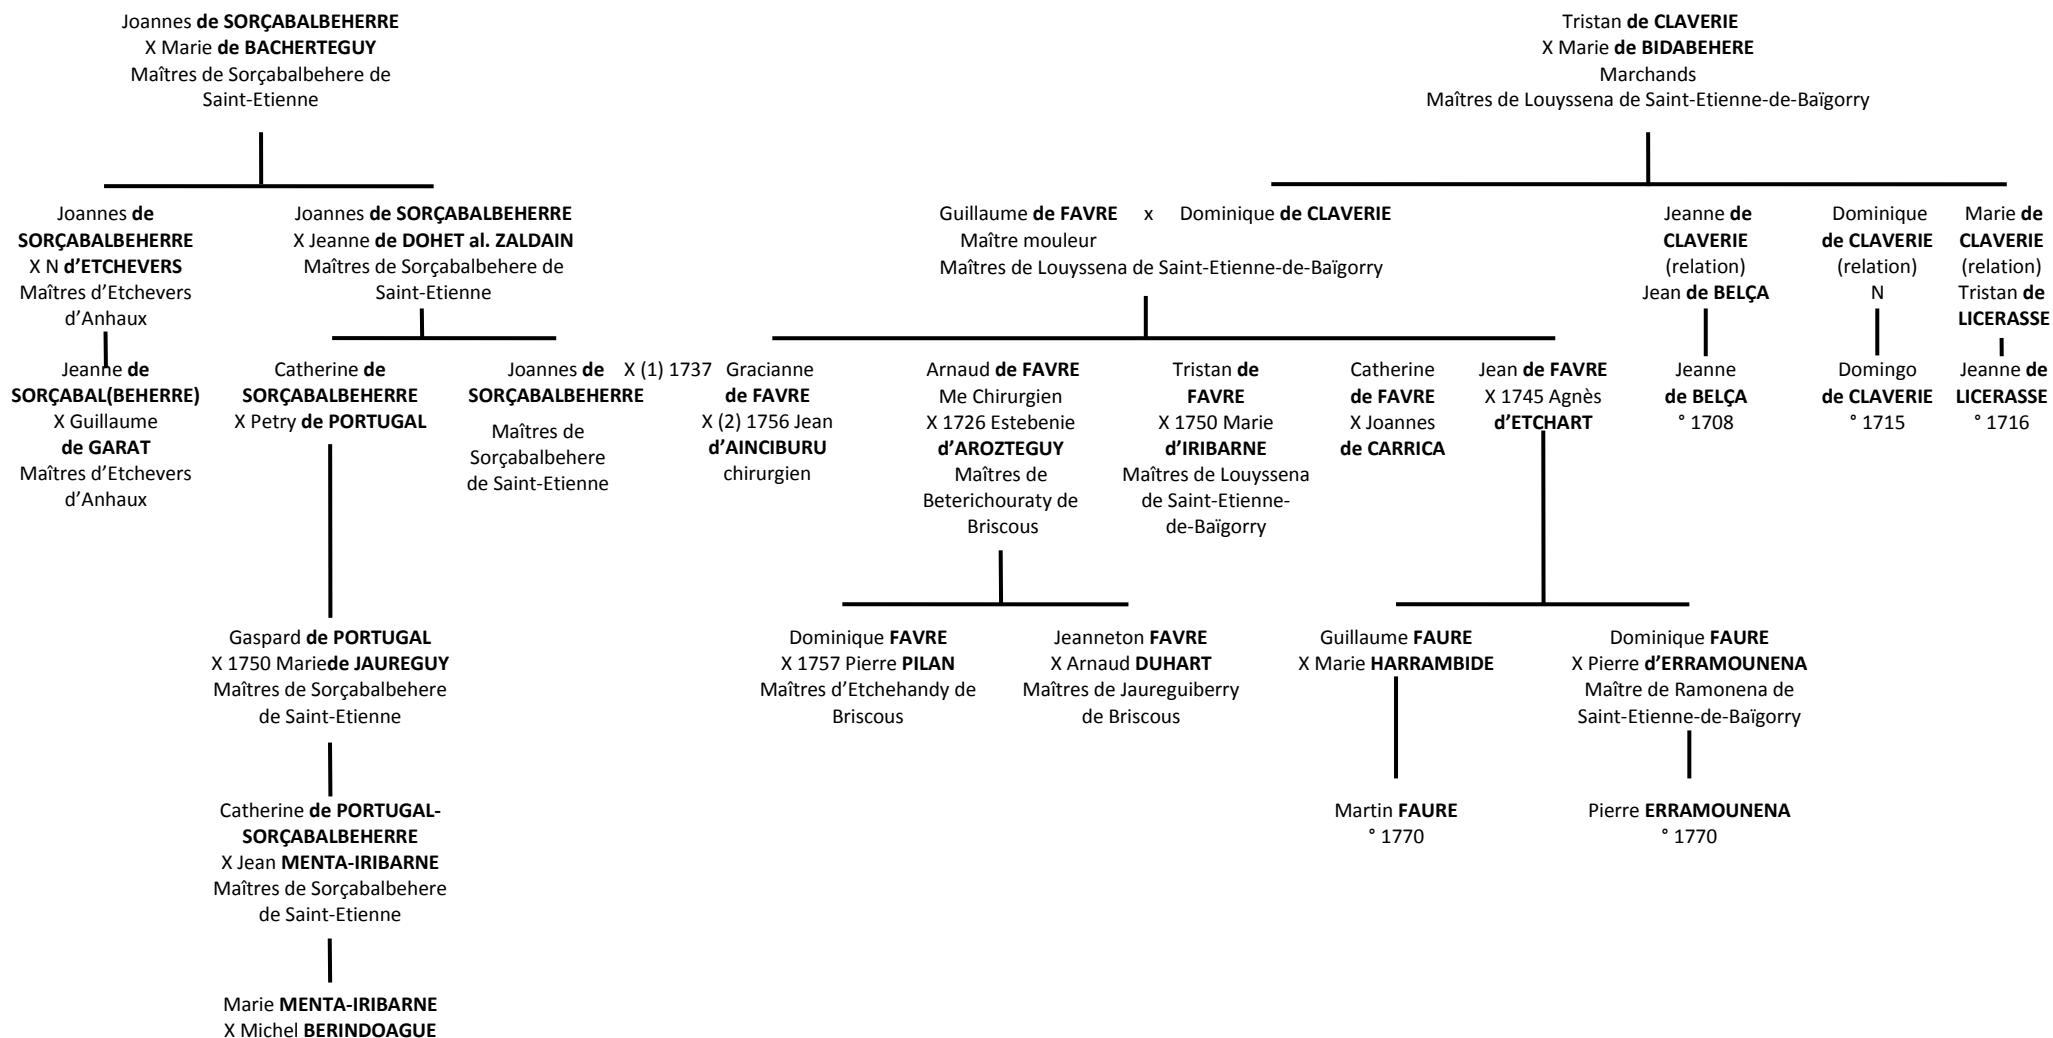 Joannes de SORÇABALBEHERRE
X Marie de BACHERTEGUY
Maîtres de Sorçabalbehere de
Saint-Etienne
Tristan de CLAVERIE
X Marie de BIDABEHERE
Marchands
Maîtres de Louyssena de Saint-Etienne-de-Baïgorry
Joannes de
SORÇABALBEHERRE
X N d’ETCHEVERS
Maîtres d’Etchevers
d’Anhaux
Joannes de SORÇABALBEHERRE
X Jeanne de DOHET al. ZALDAIN
Maîtres de Sorçabalbehere de
Saint-Etienne
Guillaume de FAVRE x Dominique de CLAVERIE
Maître mouleur
Maîtres de Louyssena de Saint-Etienne-de-Baïgorry
Jeanne de
CLAVERIE
(relation)
Jean de BELÇA
Dominique
de CLAVERIE
(relation)
N
Marie de
CLAVERIE
(relation)
Tristan de
LICERASSE
Jeanne de
SORÇABAL(BEHERRE)
X Guillaume
de GARAT
Maîtres d’Etchevers
d’Anhaux
Catherine de
SORÇABALBEHERRE
X Petry de PORTUGAL
Joannes de
SORÇABALBEHERRE
Maîtres de
Sorçabalbehere
de Saint-Etienne
X (1) 1737
Gracianne
de FAVRE
X (2) 1756 Jean
d’AINCIBURU
chirurgien
Arnaud de FAVRE
Me Chirurgien
X 1726 Estebenie
d’AROZTEGUY
Maîtres de
Beterichouraty de
Briscous
Tristan de
FAVRE
X 1750 Marie
d’IRIBARNE
Maîtres de Louyssena
de Saint-Etienne-
de-Baïgorry
Catherine
de FAVRE
X Joannes
de CARRICA
Jean de FAVRE
X 1745 Agnès
d’ETCHART
Jeanne
de BELÇA
° 1708
Domingo
de CLAVERIE
° 1715
Jeanne de
LICERASSE
° 1716
Gaspard de PORTUGAL
X 1750 Mariede JAUREGUY
Maîtres de Sorçabalbehere
de Saint-Etienne
Dominique FAVRE
X 1757 Pierre PILAN
Maîtres d’Etchehandy de
Briscous
Jeanneton FAVRE
X Arnaud DUHART
Maîtres de Jaureguiberry
de Briscous
Guillaume FAURE
X Marie HARRAMBIDE
Dominique FAURE
X Pierre d’ERRAMOUNENA
Maître de Ramonena de
Saint-Etienne-de-Baïgorry
Catherine de PORTUGAL-
SORÇABALBEHERRE
X Jean MENTA-IRIBARNE
Maîtres de Sorçabalbehere
de Saint-Etienne
Martin FAURE
° 1770
Pierre ERRAMOUNENA
° 1770
Marie MENTA-IRIBARNE
X Michel BERINDOAGUE